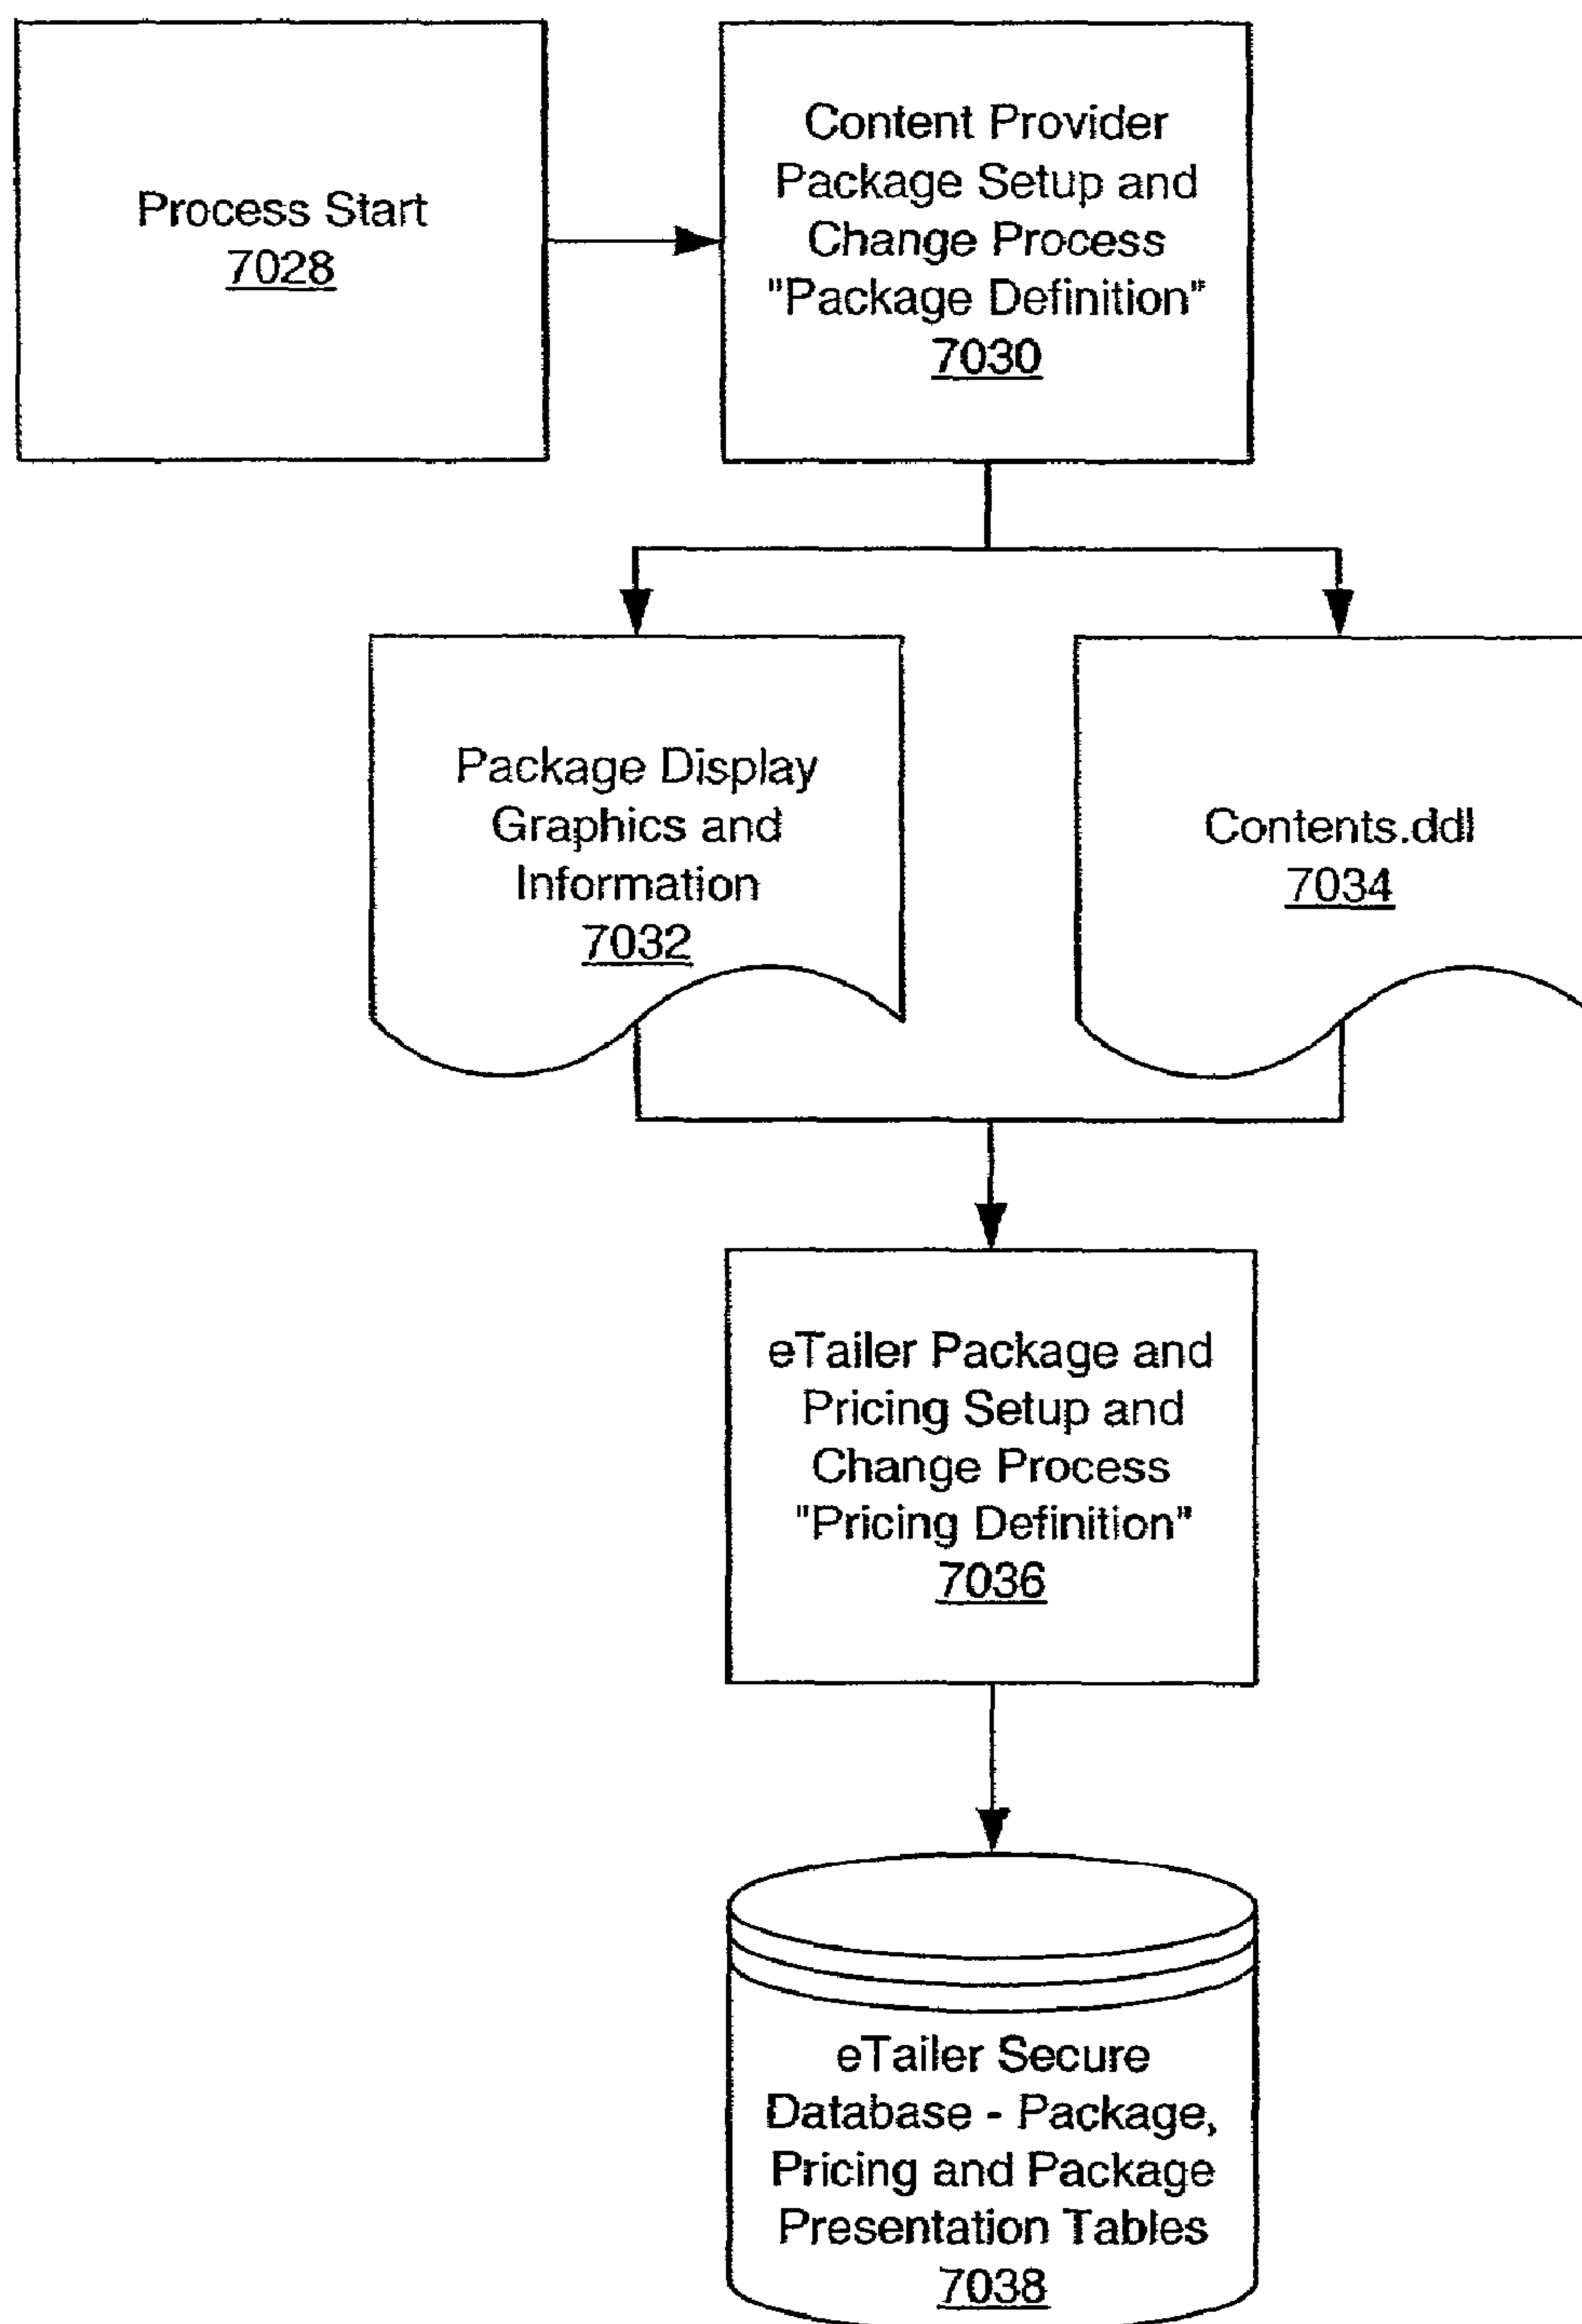 Process Start
7028
Content Provider
Package Setup and
Change Process
"Package Definition"
7030
Package Display
Graphics and
Information
7032
Contents.ddl
7034
eTailer Package and
Pricing Setup and
Change Process
"Pricing Definition"
7036
eTailer Secure
Database - Package,
Pricing and Package
Presentation Tables
7038